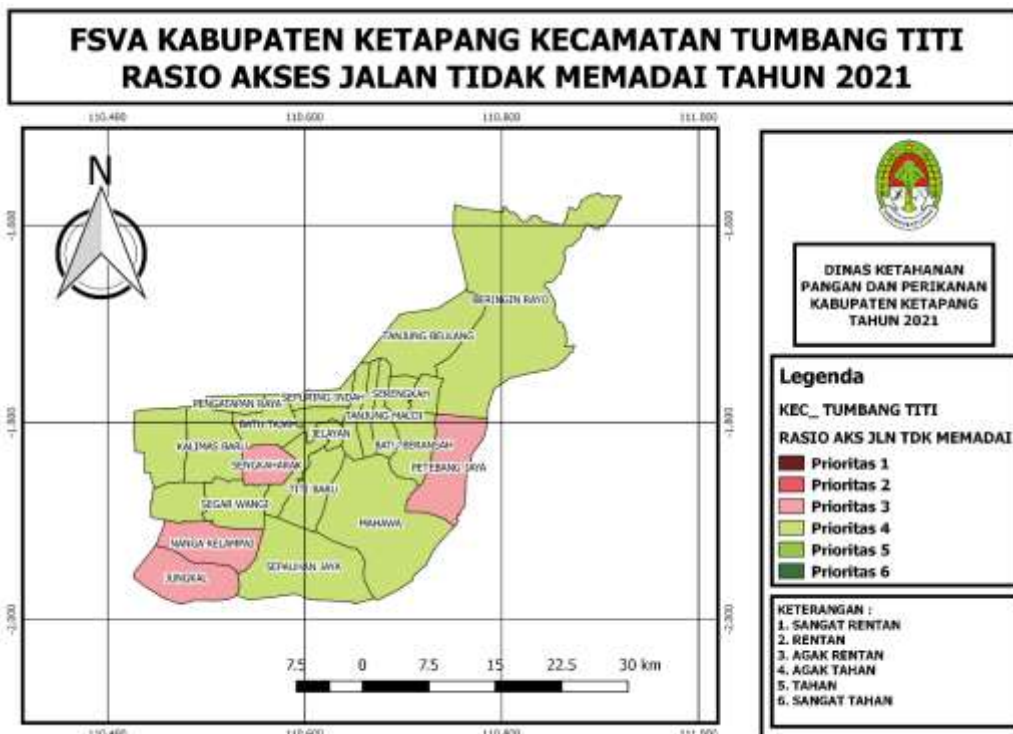 FSVA KABUPATEN KETAPANG KECAMATAN TUMBANG TITI
RASIO AKSES JALAN TIDAK MEMADAI TAHUN 2021
110.400 110.600 110.800 111.000
N
-1.000
BERINGIN RAYO
TANJUNG BEULANG
SERENGKAH
SEPURING INDAH
PENGATAPAN RAYA
TANJUNG MALOI
BATU TAJAM
-1.800
JELAYAN
KALIMAS BARU
BATU BERANSAH
SENGKAHARAK
PETEBANG JAYA
TITI BARU
SEGAR WANGI
MAHAWA
NANGA KELAMPAI
SEPAUHAN JAYA
JUNGKAL
-2.000
7.5 0 7.5 15 22.5 30 km
110.400 110.600 110.800 111.000
DINAS KETAHANAN
PANGAN DAN PERIKANAN
KABUPATEN KETAPANG
TAHUN 2021
Legenda
KEC_ TUMBANG TITI
RASIO AKS JLN TDK MEMADAI
Prioritas 1
Prioritas 2
Prioritas 3
Prioritas 4
Prioritas 5
Prioritas 6
KETERANGAN :
1. SANGAT RENTAN
2. RENTAN
3. AGAK RENTAN
4. AGAK TAHAN
5. TAHAN
6. SANGAT TAHAN